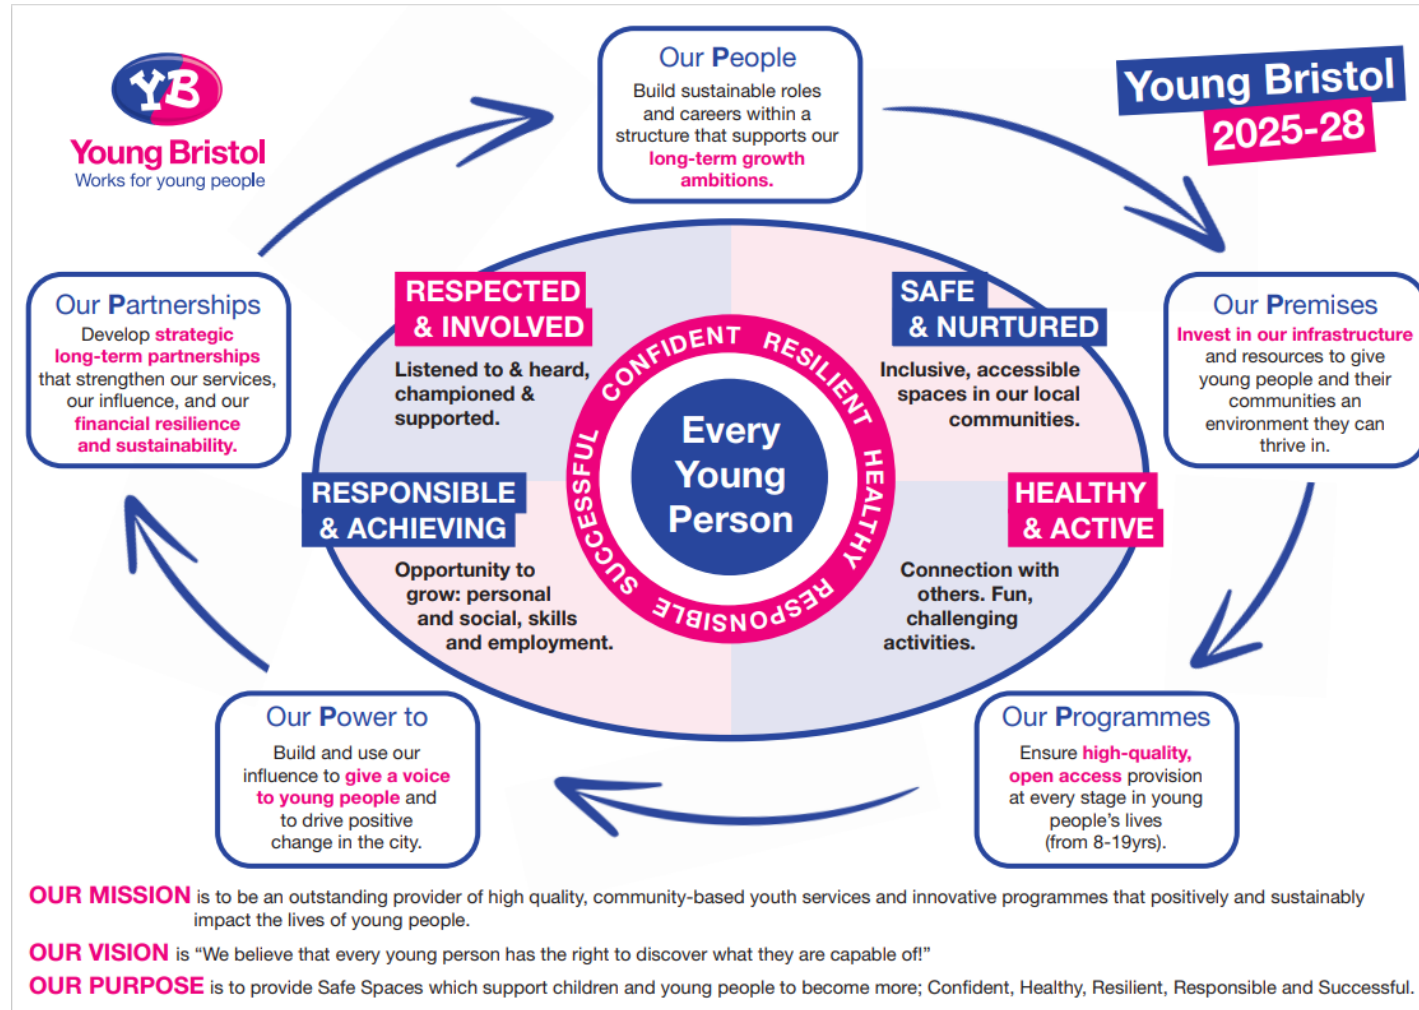 YB
Young Bristol
Works for young people
Our People
Build sustainable roles
and careers within a
structure that supports our
long-term growth
ambitions.
Young Bristol
2025-28
Our Partnerships
Develop strategic
long-term partnerships
that strengthen our services,
our influence, and our
financial resilience
and sustainability.
RESPECTED
& INVOLVED
Listened to & heard,
championed &
supported.
SAFE
& NURTURED
Inclusive, accessible
spaces in our local
communities.
Our Premises
Invest in our infrastructure
and resources to give
young people and their
communities an
environment they can
thrive in.
CONFIDENT RESILIENT HEALTHY RESPONSIBLE SUCCESSFUL
Every
Young
Person
RESPONSIBLE
& ACHIEVING
Opportunity to
grow: personal
and social, skills
and employment.
HEALTHY
& ACTIVE
Connection with
others. Fun,
challenging
activities.
Our Power to
Build and use our
influence to give a voice
to young people and
to drive positive
change in the city.
Our Programmes
Ensure high-quality,
open access provision
at every stage in young
people's lives
(from 8-19yrs).
OUR MISSION is to be an outstanding provider of high quality, community-based youth services and innovative programmes that positively and sustainably
impact the lives of young people.
OUR VISION is “We believe that every young person has the right to discover what they are capable of!”
OUR PURPOSE is to provide Safe Spaces which support children and young people to become more; Confident, Healthy, Resilient, Responsible and Successful.